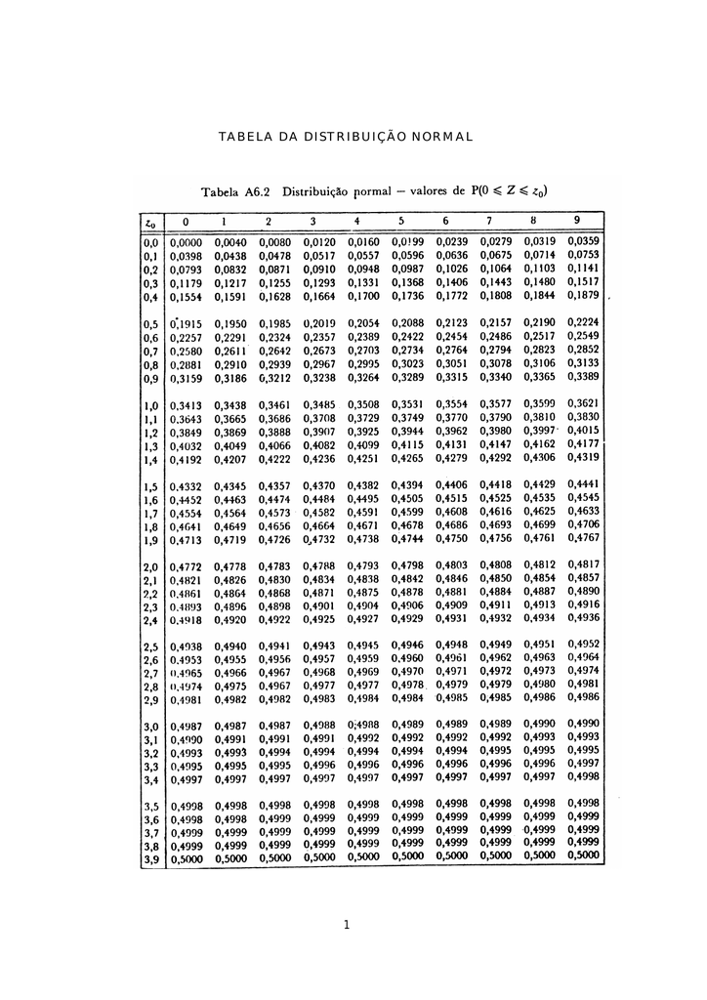 TABELA DA DISTRIBUIÇÃO NORMAL
Tabela A6.2 Distribuição normal — valores de P(0 ⩽ Z ⩽ z₀)
z₀ 0 1 2 3 4 5 6 7 8 9
0,0 0,0000 0,0040 0,0080 0,0120 0,0160 0,0199 0,0239 0,0279 0,0319 0,0359
0,1 0,0398 0,0438 0,0478 0,0517 0,0557 0,0596 0,0636 0,0675 0,0714 0,0753
0,2 0,0793 0,0832 0,0871 0,0910 0,0948 0,0987 0,1026 0,1064 0,1103 0,1141
0,3 0,1179 0,1217 0,1255 0,1293 0,1331 0,1368 0,1406 0,1443 0,1480 0,1517
0,4 0,1554 0,1591 0,1628 0,1664 0,1700 0,1736 0,1772 0,1808 0,1844 0,1879
0,5 0,1915 0,1950 0,1985 0,2019 0,2054 0,2088 0,2123 0,2157 0,2190 0,2224
0,6 0,2257 0,2291 0,2324 0,2357 0,2389 0,2422 0,2454 0,2486 0,2517 0,2549
0,7 0,2580 0,2611 0,2642 0,2673 0,2703 0,2734 0,2764 0,2794 0,2823 0,2852
0,8 0,2881 0,2910 0,2939 0,2967 0,2995 0,3023 0,3051 0,3078 0,3106 0,3133
0,9 0,3159 0,3186 0,3212 0,3238 0,3264 0,3289 0,3315 0,3340 0,3365 0,3389
1,0 0,3413 0,3438 0,3461 0,3485 0,3508 0,3531 0,3554 0,3577 0,3599 0,3621
1,1 0.3643 0,3665 0,3686 0,3708 0,3729 0,3749 0,3770 0,3790 0,3810 0,3830
1,2 0,3849 0,3869 0,3888 0,3907 0,3925 0,3944 0,3962 0,3980 0,3997 0,4015
1,3 0,4032 0,4049 0,4066 0,4082 0,4099 0,4115 0,4131 0,4147 0,4162 0,4177
1,4 0,4192 0,4207 0,4222 0,4236 0,4251 0,4265 0,4279 0,4292 0,4306 0,4319
1,5 0.4332 0,4345 0,4357 0,4370 0,4382 0,4394 0,4406 0,4418 0,4429 0,4441
1,6 0,4452 0,4463 0,4474 0,4484 0,4495 0,4505 0,4515 0,4525 0,4535 0,4545
1,7 0,4554 0,4564 0,4573 0,4582 0,4591 0,4599 0,4608 0,4616 0,4625 0,4633
1,8 0,4641 0,4649 0,4656 0,4664 0,4671 0,4678 0,4686 0,4693 0,4699 0,4706
1,9 0,4713 0,4719 0,4726 0,4732 0,4738 0,4744 0,4750 0,4756 0,4761 0,4767
2,0 0,4772 0,4778 0,4783 0,4788 0,4793 0,4798 0,4803 0,4808 0,4812 0,4817
2,1 0,4821 0,4826 0,4830 0,4834 0,4838 0,4842 0,4846 0,4850 0,4854 0,4857
2,2 0.4861 0,4864 0,4868 0,4871 0,4875 0,4878 0,4881 0,4884 0,4887 0,4890
2,3 0.4893 0,4896 0,4898 0,4901 0,4904 0,4906 0,4909 0,4911 0,4913 0,4916
2,4 0.4918 0,4920 0,4922 0,4925 0,4927 0,4929 0,4931 0,4932 0,4934 0,4936
2,5 0,4938 0,4940 0,4941 0,4943 0,4945 0,4946 0,4948 0,4949 0,4951 0,4952
2,6 0.4953 0,4955 0,4956 0,4957 0,4959 0,4960 0,4961 0,4962 0,4963 0,4964
2,7 0.4965 0,4966 0,4967 0,4968 0,4969 0,4970 0,4971 0,4972 0,4973 0,4974
2,8 0.4974 0,4975 0,4967 0,4977 0,4977 0,4978 0,4979 0,4979 0,4980 0,4981
2,9 0.4981 0,4982 0,4982 0,4983 0,4984 0,4984 0,4985 0,4985 0,4986 0,4986
3,0 0,4987 0,4987 0,4987 0,4988 0,4988 0,4989 0,4989 0,4989 0,4990 0,4990
3,1 0,4990 0,4991 0,4991 0,4991 0,4992 0,4992 0,4992 0,4992 0,4993 0,4993
3,2 0,4993 0,4993 0,4994 0,4994 0,4994 0,4994 0,4994 0,4995 0,4995 0,4995
3,3 0,4995 0,4995 0,4995 0,4996 0,4996 0,4996 0,4996 0,4996 0,4996 0,4997
3,4 0,4997 0,4997 0,4997 0,4997 0,4997 0,4997 0,4997 0,4997 0,4997 0,4998
3,5 0,4998 0,4998 0,4998 0,4998 0,4998 0,4998 0,4998 0,4998 0,4998 0,4998
3,6 0,4998 0,4998 0,4999 0,4999 0,4999 0,4999 0,4999 0,4999 0,4999 0,4999
3,7 0,4999 0,4999 0,4999 0,4999 0,4999 0,4999 0,4999 0,4999 0,4999 0,4999
3,8 0,4999 0,4999 0,4999 0,4999 0,4999 0,4999 0,4999 0,4999 0,4999 0,4999
3,9 0,5000 0,5000 0,5000 0,5000 0,5000 0,5000 0,5000 0,5000 0,5000 0,5000
1